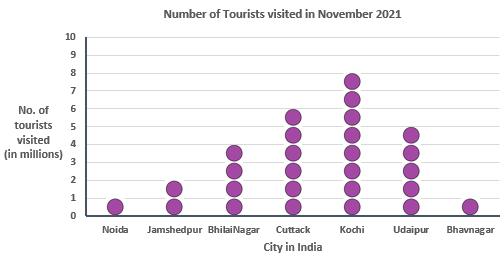 Number of Tourists visited in November 2021
10
9
8
7
6
5
4
3
2
1
0
No. of
tourists
visited
(in millions)
Noida Jamshedpur BhilaiNagar Cuttack Kochi Udaipur Bhavnagar
City in India